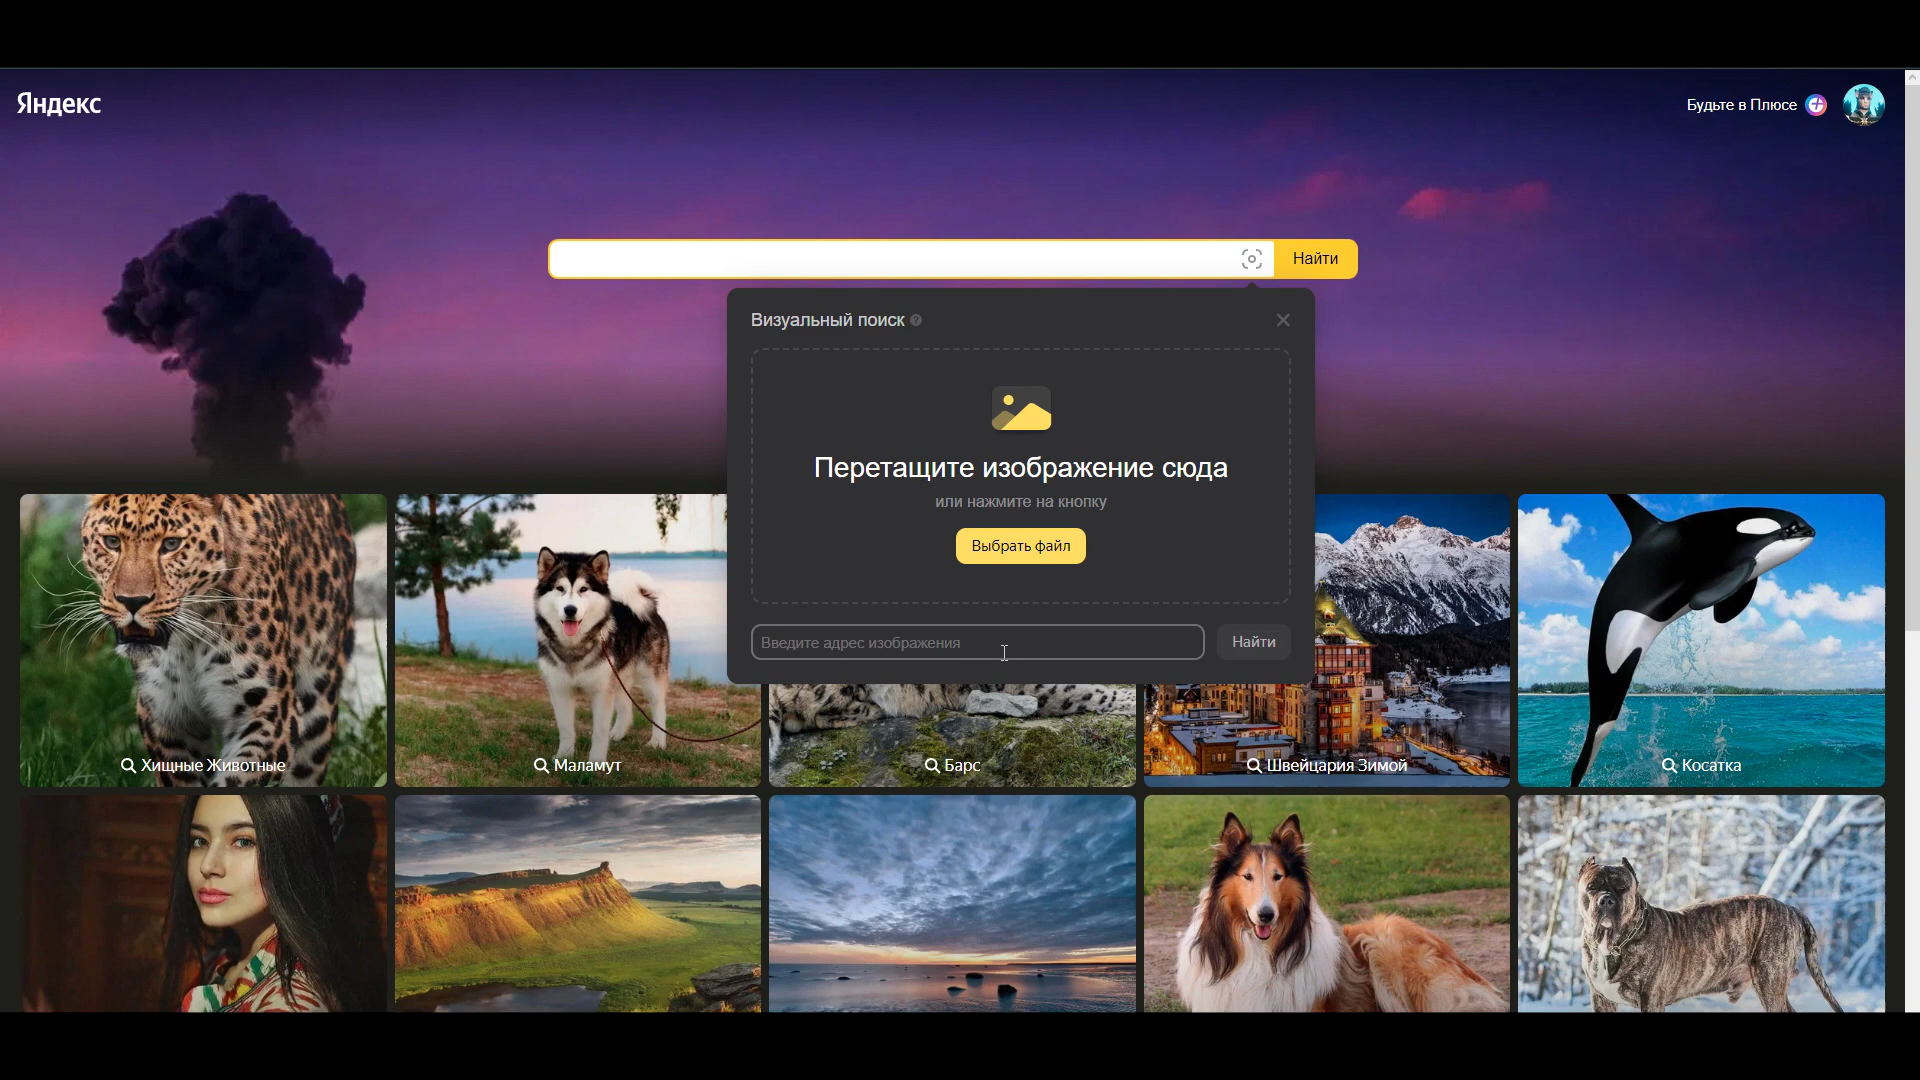 Яндекс
Будьте в Плюсе
Найти
Визуальный поиск
Перетащите изображение сюда
или нажмите на кнопку
Выбрать файл
Введите адрес изображения
Найти
Хищные Животные
Маламут
Барс
Швейцария Зимой
Косатка